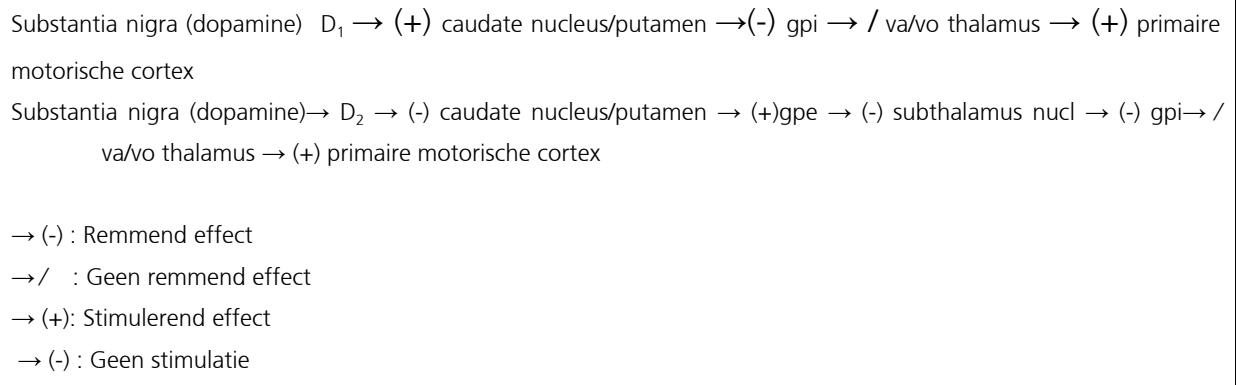 Substantia nigra (dopamine) D₁ → (+) caudate nucleus/putamen →(-) gpi → / va/vo thalamus → (+) primaire
motorische cortex
Substantia nigra (dopamine)→ D₂ → (-) caudate nucleus/putamen → (+)gpe → (-) subthalamus nucl → (-) gpi→ /
va/vo thalamus → (+) primaire motorische cortex
→ (-) : Remmend effect
→ / : Geen remmend effect
→ (+): Stimulerend effect
→ (-) : Geen stimulatie